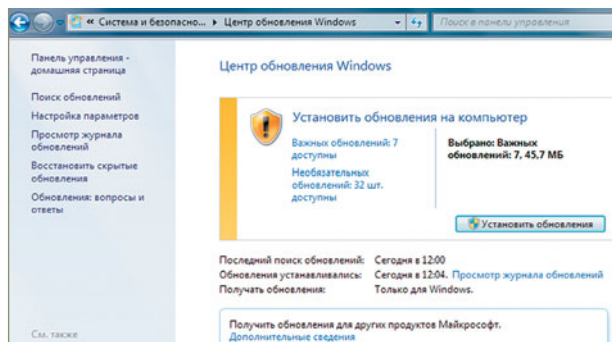 « Система и безопасно... ▸ Центр обновления Windows
Поиск в панели управления
Панель управления -
домашняя страница
Поиск обновлений
Настройка параметров
Просмотр журнала
обновлений
Восстановить скрытые
обновления
Обновления: вопросы и
ответы
См. также
Центр обновления Windows
Установить обновления на компьютер
Важных обновлений: 7
доступны
Необязательных
обновлений: 32 шт.
доступны
Выбрано: Важных
обновлений: 7, 45,7 МБ
Установить обновления
Последний поиск обновлений: Сегодня в 12:00
Обновления устанавливались: Сегодня в 12:04. Просмотр журнала обновлений
Получать обновления: Только для Windows.
Получить обновления для других продуктов Майкрософт.
Дополнительные сведения